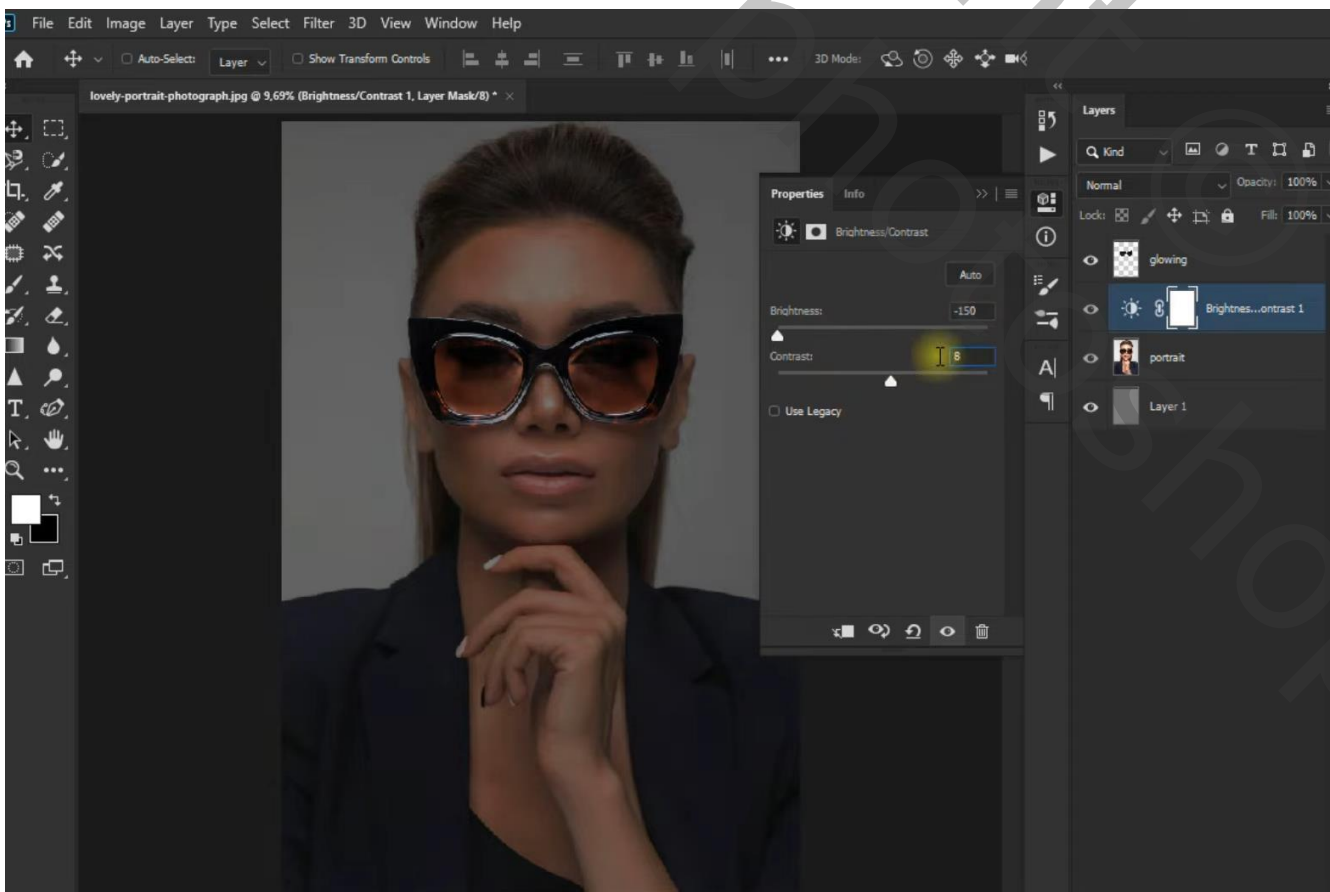 Ps File Edit Image Layer Type Select Filter 3D View Window Help
Auto-Select: Layer Show Transform Controls 3D Mode:
lovely-portrait-photograph.jpg @ 9,69% (Brightness/Contrast 1, Layer Mask/8) * ×
Properties Info
Brightness/Contrast
Auto
Brightness: -150
Contrast: 8
Use Legacy
Layers
Kind
Normal Opacity: 100%
Lock: Fill: 100%
glowing
Brightnes...ontrast 1
portrait
Layer 1
photoshop